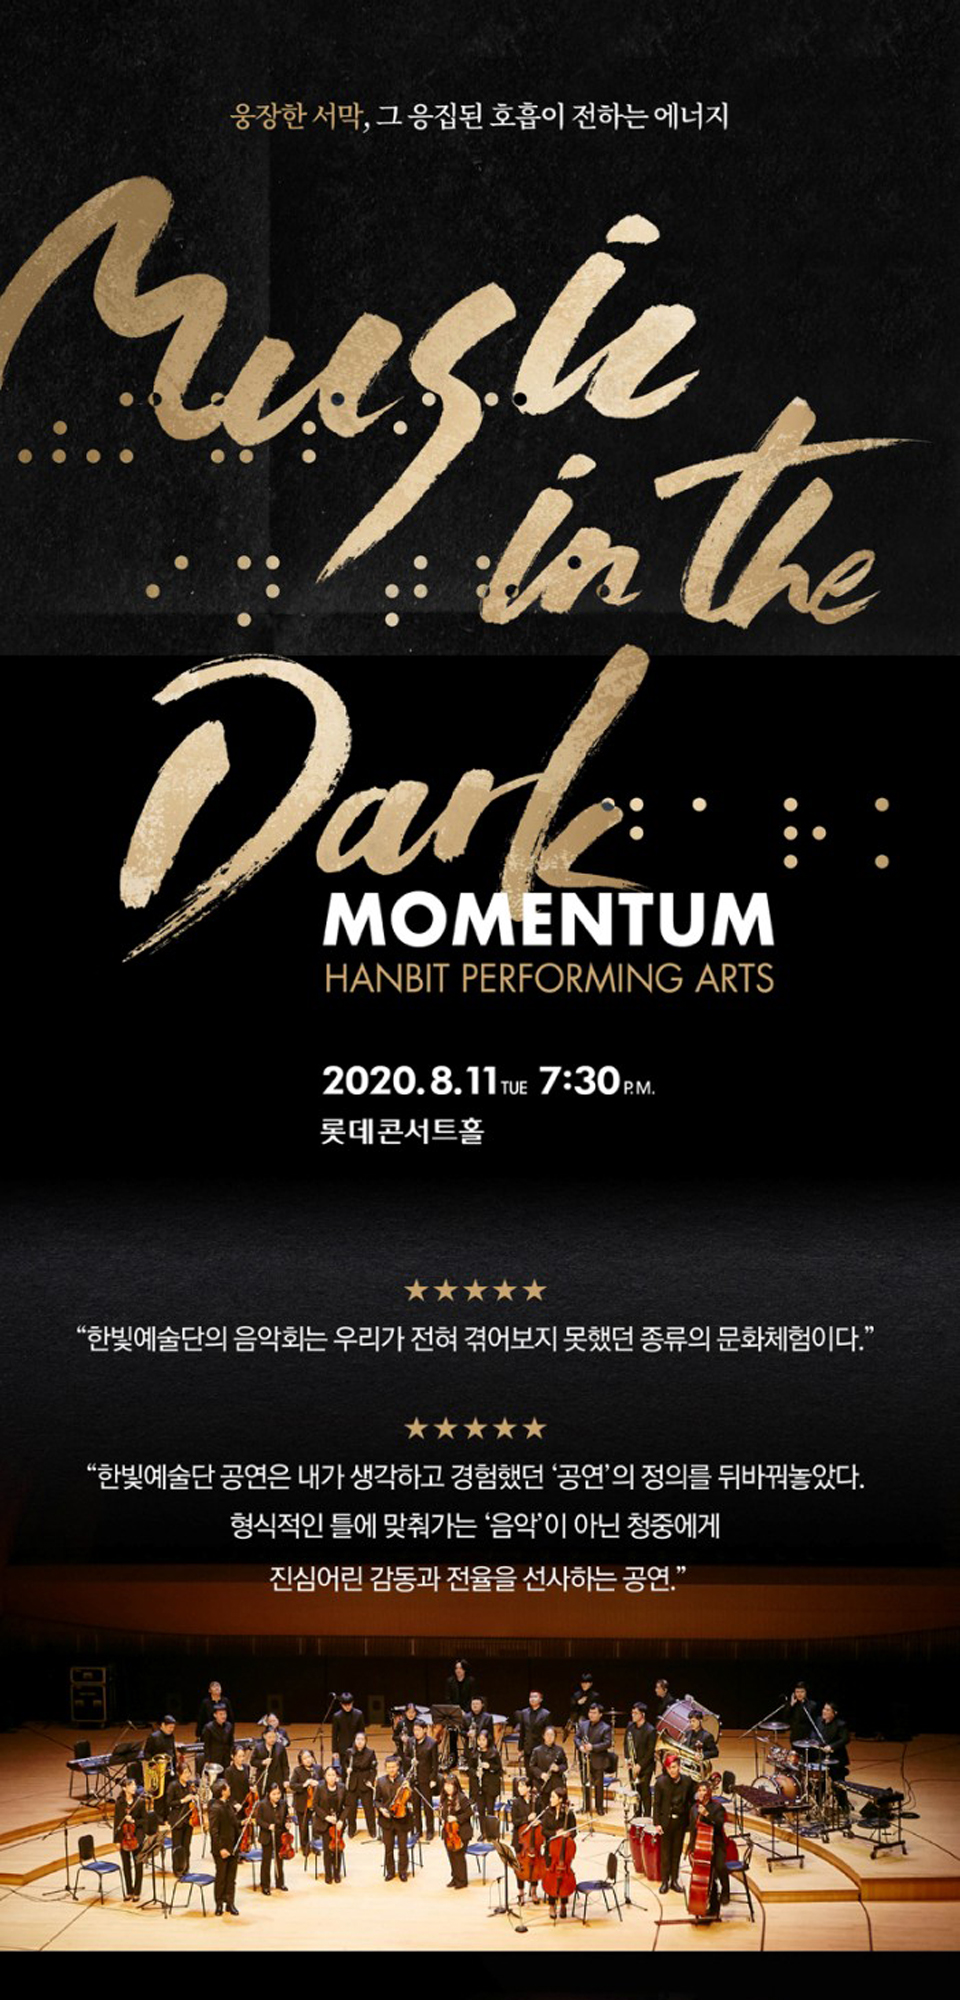 웅장한 서막, 그 응집된 호흡이 전하는 에너지
Music
in the
Dark
MOMENTUM
HANBIT PERFORMING ARTS
2020.8.11 TUE 7:30 P.M.
롯데콘서트홀
★★★★★
“한빛예술단의 음악회는 우리가 전혀 겪어보지 못했던 종류의 문화체험이다.”
★★★★★
“한빛예술단 공연은 내가 생각하고 경험했던 ‘공연’의 정의를 뒤바꿔놓았다.
형식적인 틀에 맞춰가는 ‘음악’이 아닌 청중에게
진심어린 감동과 전율을 선사하는 공연.”